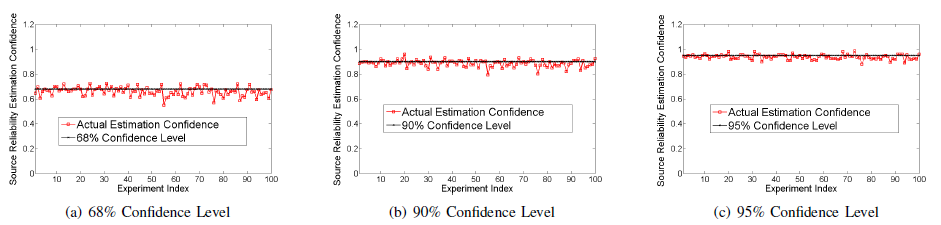 Source Reliability Estimation Confidence
1.2
1
0.8
0.6
0.4
0.2
0
Actual Estimation Confidence
68% Confidence Level
10 20 30 40 50 60 70 80 90 100
Experiment Index
(a) 68% Confidence Level
Source Reliability Estimation Confidence
1.2
1
0.8
0.6
0.4
0.2
0
Actual Estimation Confidence
90% Confidence Level
10 20 30 40 50 60 70 80 90 100
Experiment Index
(b) 90% Confidence Level
Source Reliability Estimation Confidence
1.2
1
0.8
0.6
0.4
0.2
0
Actual Estimation Confidence
95% Confidence Level
10 20 30 40 50 60 70 80 90 100
Experiment Index
(c) 95% Confidence Level